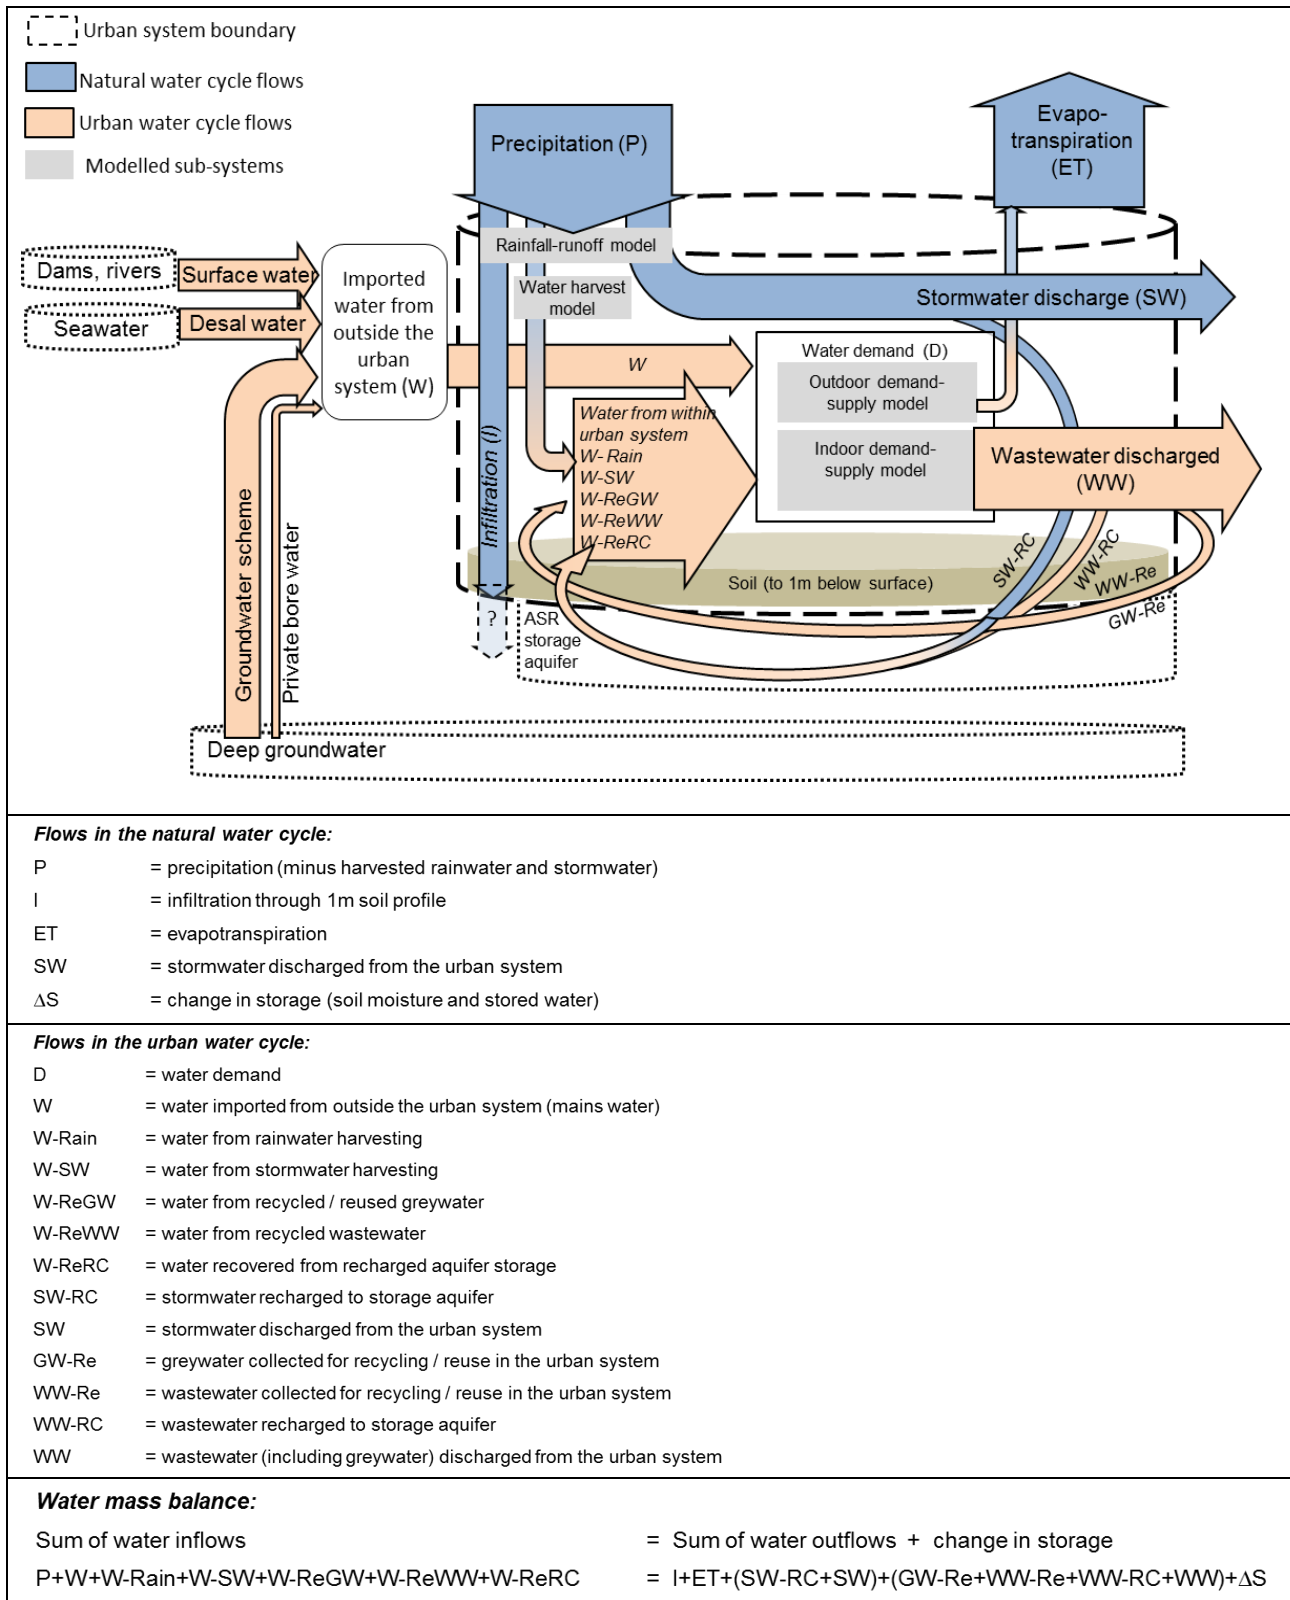 Urban system boundary
Natural water cycle flows
Urban water cycle flows
Modelled sub-systems
Precipitation (P)
Evapo-
transpiration
(ET)
Rainfall-runoff model
Water harvest
model
Dams, rivers
Surface water
Seawater
Desal water
Imported
water from
outside the
urban
system (W)
Stormwater discharge (SW)
W
Water demand (D)
Outdoor demand-
supply model
Indoor demand-
supply model
Water from within
urban system
W- Rain
W-SW
W-ReGW
W-ReWW
W-ReRC
Infiltration (I)
Wastewater discharged
(WW)
Groundwater scheme
Private bore water
Soil (to 1m below surface)
SW-RC
WW-RC
WW-Re
GW-Re
?
ASR
storage
aquifer
Deep groundwater
Flows in the natural water cycle:
P = precipitation (minus harvested rainwater and stormwater)
I = infiltration through 1m soil profile
ET = evapotranspiration
SW = stormwater discharged from the urban system
ΔS = change in storage (soil moisture and stored water)
Flows in the urban water cycle:
D = water demand
W = water imported from outside the urban system (mains water)
W-Rain = water from rainwater harvesting
W-SW = water from stormwater harvesting
W-ReGW = water from recycled / reused greywater
W-ReWW = water from recycled wastewater
W-ReRC = water recovered from recharged aquifer storage
SW-RC = stormwater recharged to storage aquifer
SW = stormwater discharged from the urban system
GW-Re = greywater collected for recycling / reuse in the urban system
WW-Re = wastewater collected for recycling / reuse in the urban system
WW-RC = wastewater recharged to storage aquifer
WW = wastewater (including greywater) discharged from the urban system
Water mass balance:
Sum of water inflows = Sum of water outflows + change in storage
P+W+W-Rain+W-SW+W-ReGW+W-ReWW+W-ReRC = I+ET+(SW-RC+SW)+(GW-Re+WW-Re+WW-RC+WW)+ΔS